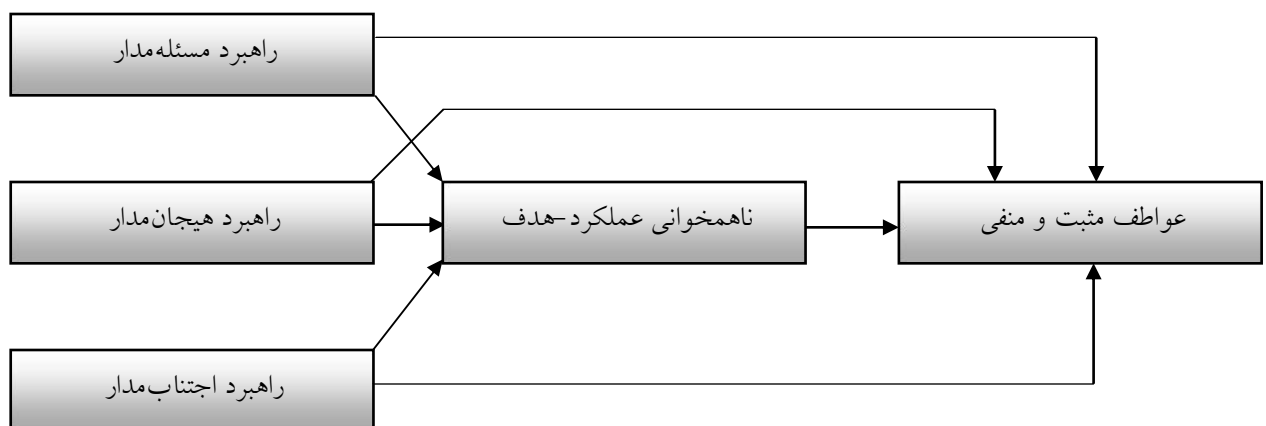 راهبرد مسئله‌مدار
راهبرد هیجان‌مدار
ناهمخوانی عملکرد-هدف
عواطف مثبت و منفی
راهبرد اجتناب‌مدار